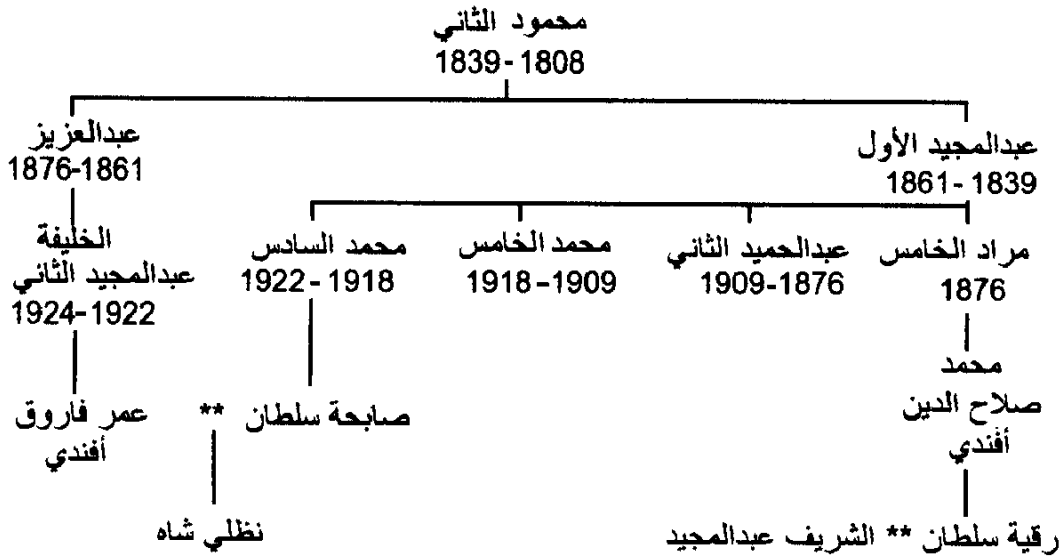 محمود الثاني
1839-1808
عبدالمجيد الأول
1861-1839
عبدالعزيز
1876-1861
مراد الخامس
1876
عبدالحميد الثاني
1909-1876
محمد الخامس
1918-1909
محمد السادس
1922-1918
الخليفة
عبدالمجيد الثاني
1924-1922
محمد
صلاح الدين
أفندي
صابحة سلطان ** عمر فاروق
أفندي
رقية سلطان ** الشريف عبدالمجيد
نظلي شاه